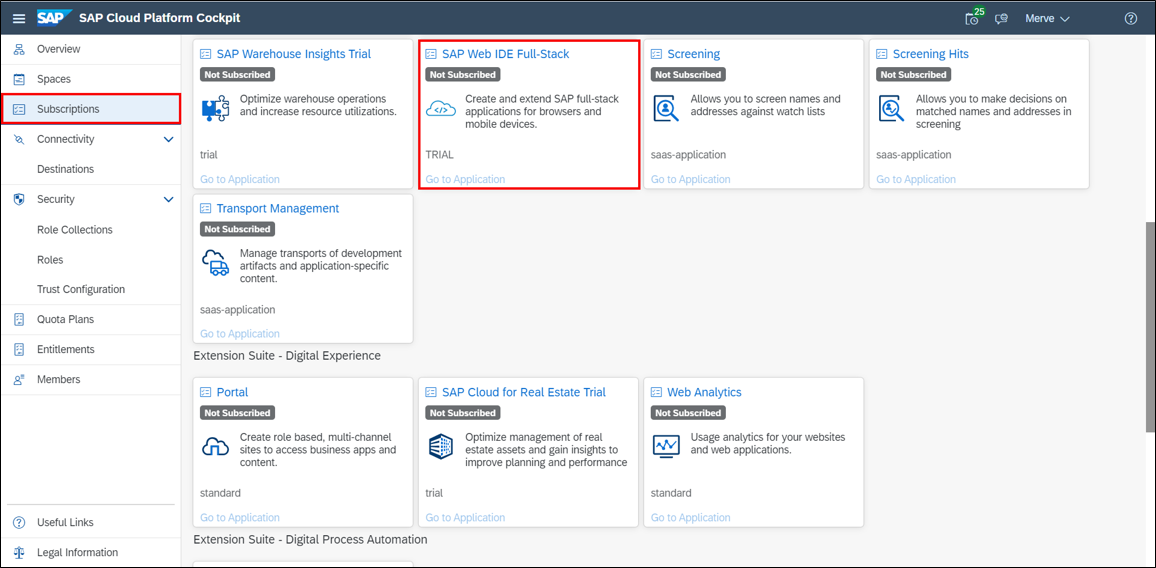 SAP SAP Cloud Platform Cockpit
25
Merve
Overview
Spaces
Subscriptions
Connectivity
Destinations
Security
Role Collections
Roles
Trust Configuration
Quota Plans
Entitlements
Members
Useful Links
Legal Information
SAP Warehouse Insights Trial
Not Subscribed
Optimize warehouse operations
and increase resource utilizations.
trial
Go to Application
SAP Web IDE Full-Stack
Not Subscribed
Create and extend SAP full-stack
applications for browsers and
mobile devices.
TRIAL
Go to Application
Screening
Not Subscribed
Allows you to screen names and
addresses against watch lists
saas-application
Go to Application
Screening Hits
Not Subscribed
Allows you to make decisions on
matched names and addresses in
screening
saas-application
Go to Application
Transport Management
Not Subscribed
Manage transports of development
artifacts and application-specific
content.
saas-application
Go to Application
Extension Suite - Digital Experience
Portal
Not Subscribed
Create role based, multi-channel
sites to access business apps and
content.
standard
Go to Application
SAP Cloud for Real Estate Trial
Not Subscribed
Optimize management of real
estate assets and gain insights to
improve planning and performance
trial
Go to Application
Web Analytics
Not Subscribed
Usage analytics for your websites
and web applications.
standard
Go to Application
Extension Suite - Digital Process Automation